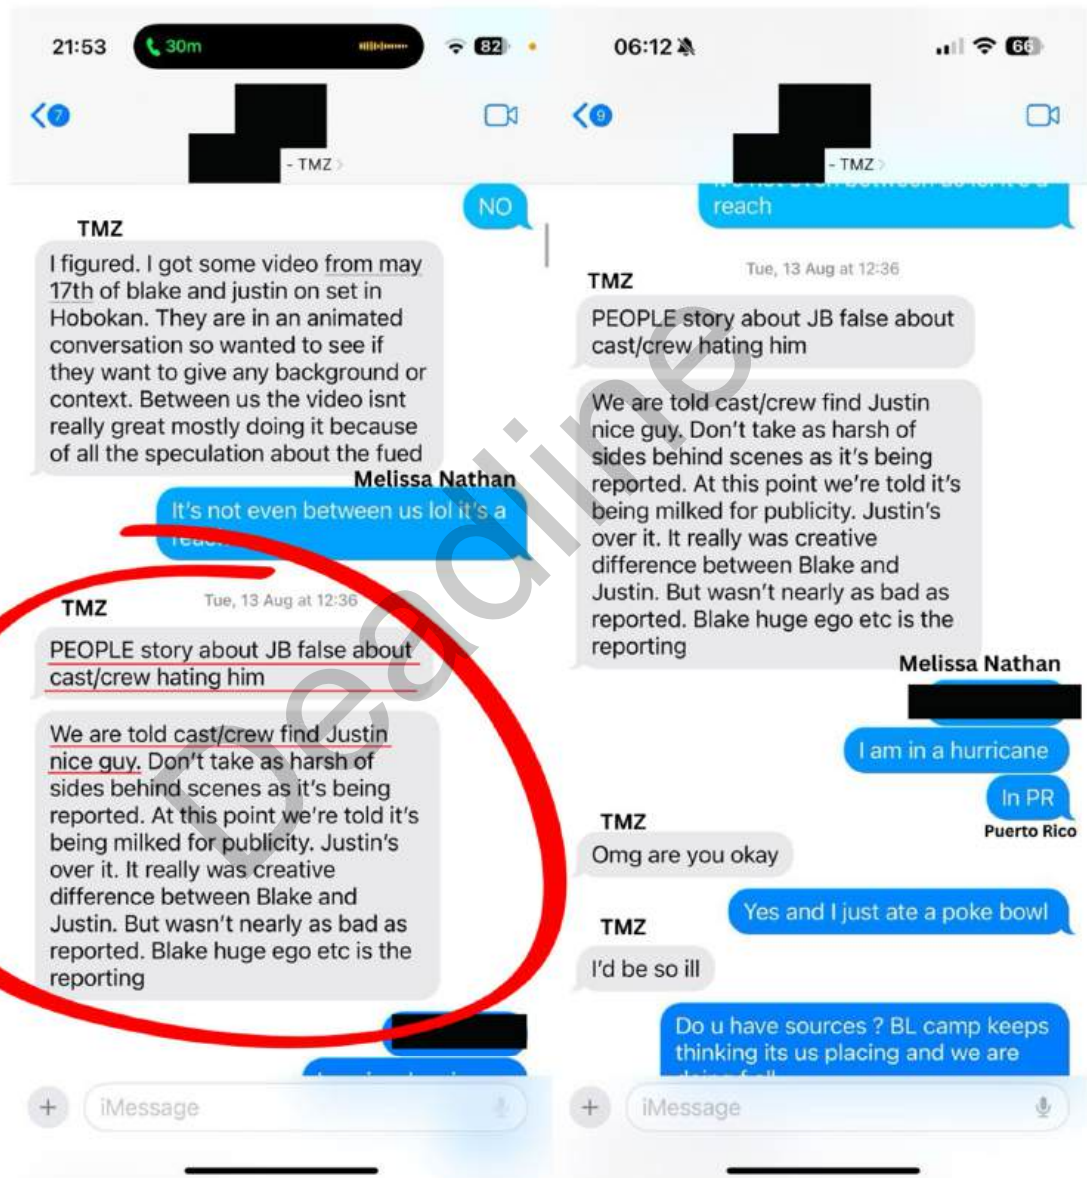 21:53
30m
82
7
- TMZ
NO
TMZ
I figured. I got some video from may
17th of blake and justin on set in
Hobokan. They are in an animated
conversation so wanted to see if
they want to give any background or
context. Between us the video isnt
really great mostly doing it because
of all the speculation about the fued
Melissa Nathan
It's not even between us lol it's a
reach
TMZ
Tue, 13 Aug at 12:36
PEOPLE story about JB false about
cast/crew hating him
We are told cast/crew find Justin
nice guy. Don't take as harsh of
sides behind scenes as it's being
reported. At this point we're told it's
being milked for publicity. Justin's
over it. It really was creative
difference between Blake and
Justin. But wasn't nearly as bad as
reported. Blake huge ego etc is the
reporting
iMessage
06:12
66
9
- TMZ
It's not even between us lol it's a
reach
Tue, 13 Aug at 12:36
TMZ
PEOPLE story about JB false about
cast/crew hating him
We are told cast/crew find Justin
nice guy. Don't take as harsh of
sides behind scenes as it's being
reported. At this point we're told it's
being milked for publicity. Justin's
over it. It really was creative
difference between Blake and
Justin. But wasn't nearly as bad as
reported. Blake huge ego etc is the
reporting
Melissa Nathan
I am in a hurricane
In PR
Puerto Rico
TMZ
Omg are you okay
Yes and I just ate a poke bowl
TMZ
I'd be so ill
Do u have sources ? BL camp keeps
thinking its us placing and we are
iMessage
Deadline